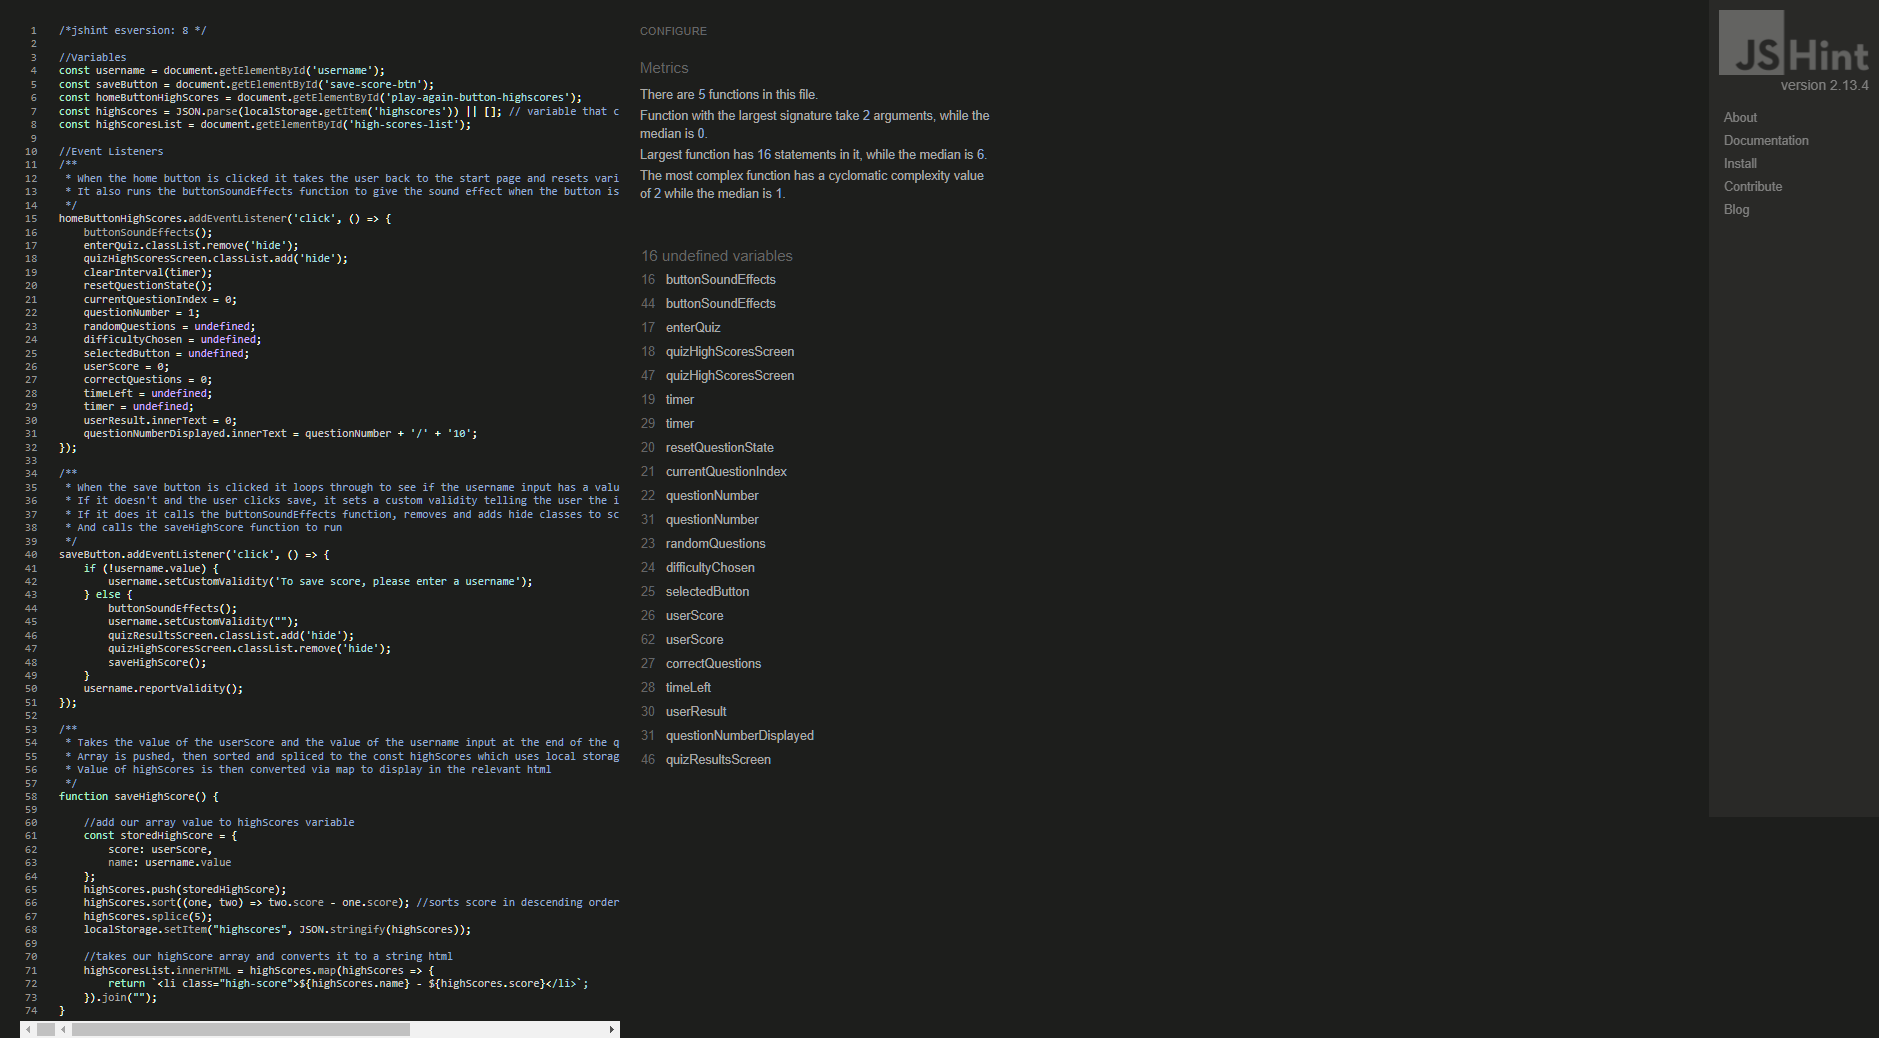 1 /*jshint esversion: 8 */
2
3 //Variables
4 const username = document.getElementById('username');
5 const saveButton = document.getElementById('save-score-btn');
6 const homeButtonHighScores = document.getElementById('play-again-button-highscores');
7 const highScores = JSON.parse(localStorage.getItem('highscores')) || []; // variable that c
8 const highScoresList = document.getElementById('high-scores-list');
9
10 //Event Listeners
11 /**
12 * When the home button is clicked it takes the user back to the start page and resets vari
13 * It also runs the buttonSoundEffects function to give the sound effect when the button is
14 */
15 homeButtonHighScores.addEventListener('click', () => {
16 buttonSoundEffects();
17 enterQuiz.classList.remove('hide');
18 quizHighScoresScreen.classList.add('hide');
19 clearInterval(timer);
20 resetQuestionState();
21 currentQuestionIndex = 0;
22 questionNumber = 1;
23 randomQuestions = undefined;
24 difficultyChosen = undefined;
25 selectedButton = undefined;
26 userScore = 0;
27 correctQuestions = 0;
28 timeLeft = undefined;
29 timer = undefined;
30 userResult.innerText = 0;
31 questionNumberDisplayed.innerText = questionNumber + '/' + '10';
32 });
33
34 /**
35 * When the save button is clicked it loops through to see if the username input has a valu
36 * If it doesn't and the user clicks save, it sets a custom validity telling the user the i
37 * If it does it calls the buttonSoundEffects function, removes and adds hide classes to sc
38 * And calls the saveHighScore function to run
39 */
40 saveButton.addEventListener('click', () => {
41 if (!username.value) {
42 username.setCustomValidity('To save score, please enter a username');
43 } else {
44 buttonSoundEffects();
45 username.setCustomValidity("");
46 quizResultsScreen.classList.add('hide');
47 quizHighScoresScreen.classList.remove('hide');
48 saveHighScore();
49 }
50 username.reportValidity();
51 });
52
53 /**
54 * Takes the value of the userScore and the value of the username input at the end of the q
55 * Array is pushed, then sorted and spliced to the const highScores which uses local storag
56 * Value of highScores is then converted via map to display in the relevant html
57 */
58 function saveHighScore() {
59
60 //add our array value to highScores variable
61 const storedHighScore = {
62 score: userScore,
63 name: username.value
64 };
65 highScores.push(storedHighScore);
66 highScores.sort((one, two) => two.score - one.score); //sorts score in descending order
67 highScores.splice(5);
68 localStorage.setItem("highscores", JSON.stringify(highScores));
69
70 //takes our highScore array and converts it to a string html
71 highScoresList.innerHTML = highScores.map(highScores => {
72 return `<li class="high-score">${highScores.name} - ${highScores.score}</li>`;
73 }).join("");
74 }
CONFIGURE
Metrics
There are 5 functions in this file.
Function with the largest signature take 2 arguments, while the
median is 0.
Largest function has 16 statements in it, while the median is 6.
The most complex function has a cyclomatic complexity value
of 2 while the median is 1.
16 undefined variables
16 buttonSoundEffects
44 buttonSoundEffects
17 enterQuiz
18 quizHighScoresScreen
47 quizHighScoresScreen
19 timer
29 timer
20 resetQuestionState
21 currentQuestionIndex
22 questionNumber
31 questionNumber
23 randomQuestions
24 difficultyChosen
25 selectedButton
26 userScore
62 userScore
27 correctQuestions
28 timeLeft
30 userResult
31 questionNumberDisplayed
46 quizResultsScreen
JSHint
version 2.13.4
About
Documentation
Install
Contribute
Blog